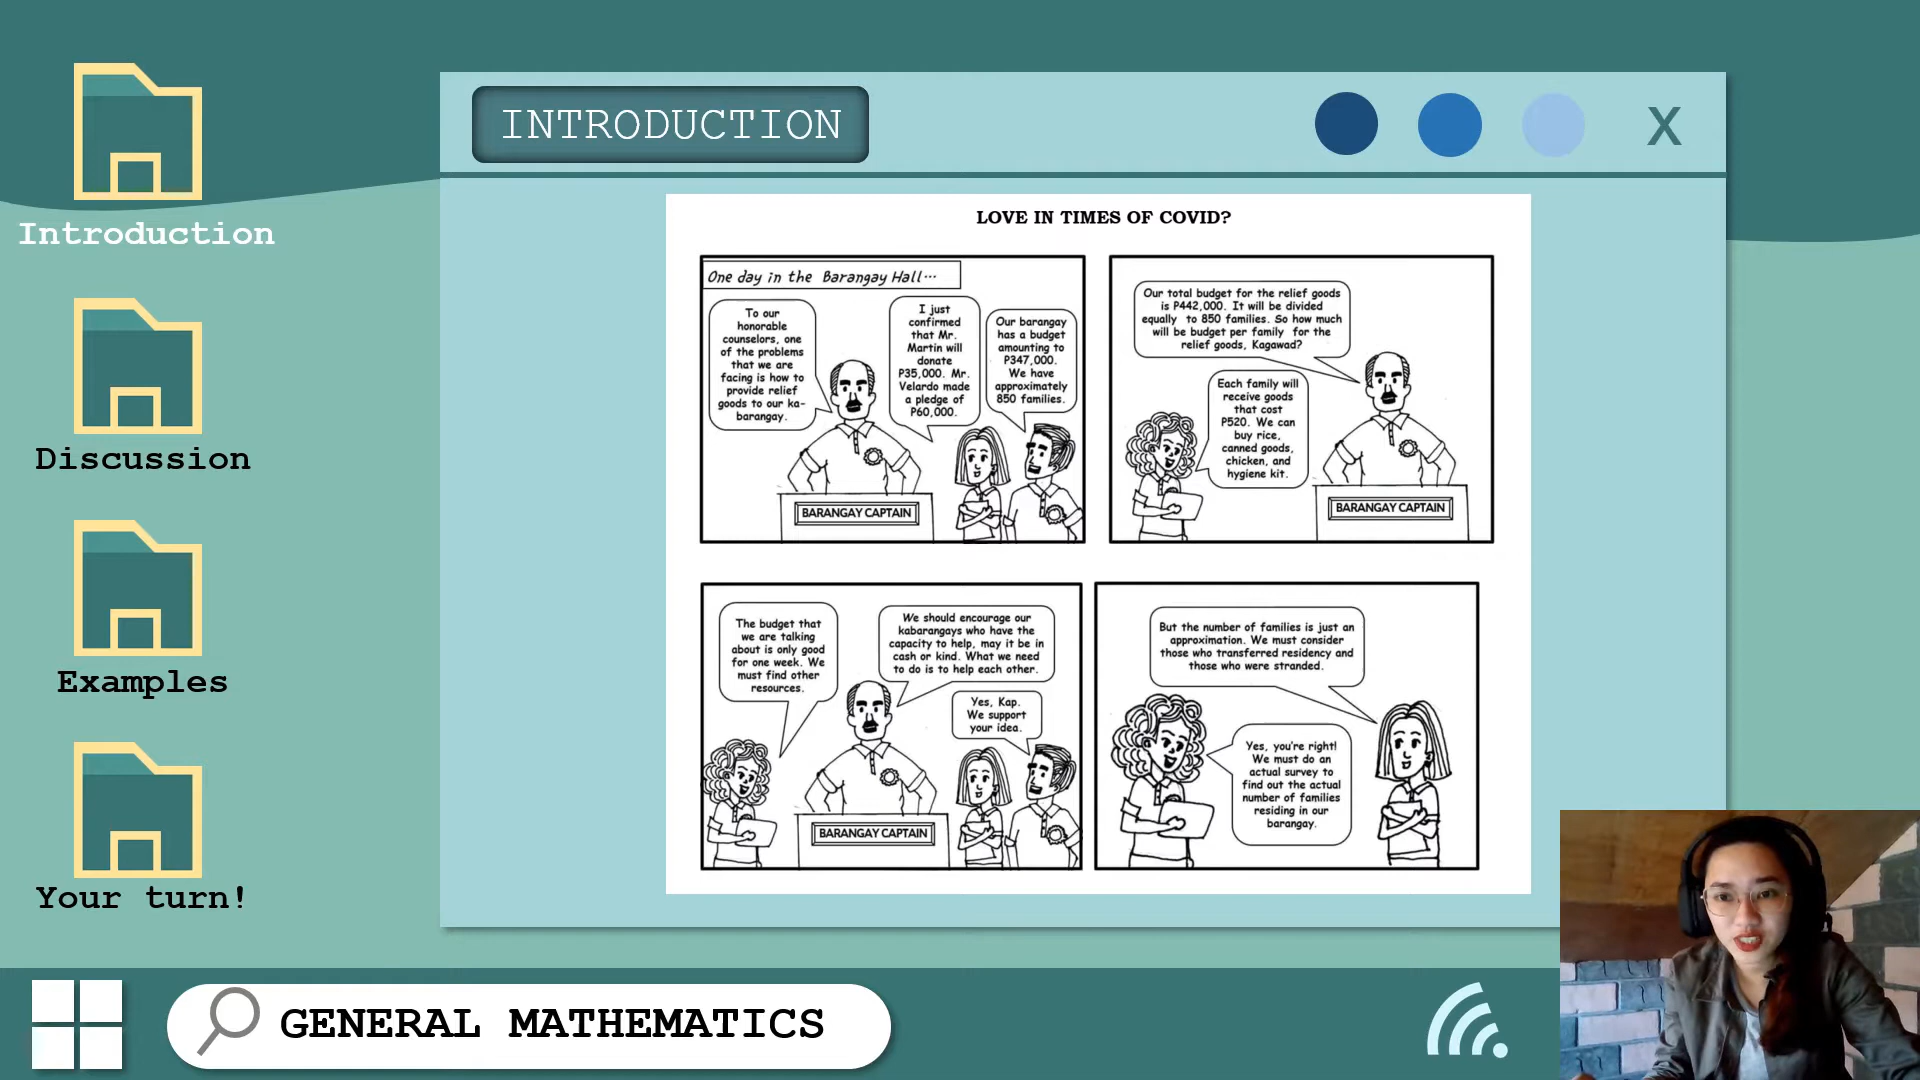 INTRODUCTION
X
Introduction
Discussion
Examples
Your turn!
LOVE IN TIMES OF COVID?
One day in the Barangay Hall...
To our
honorable
counselors, one
of the problems
that we are
facing is how to
provide relief
goods to our ka-
barangay.
I just
confirmed
that Mr.
Martin will
donate
P35,000. Mr.
Velardo made
a pledge of
P60,000.
Our barangay
has a budget
amounting to
P347,000.
We have
approximately
850 families.
BARANGAY CAPTAIN
Our total budget for the relief goods
is P442,000. It will be divided
equally to 850 families. So how much
will be budget per family for the
relief goods, Kagawad?
Each family will
receive goods
that cost
P520. We can
buy rice,
canned goods,
chicken, and
hygiene kit.
BARANGAY CAPTAIN
The budget that
we are talking
about is only good
for one week. We
must find other
resources.
We should encourage our
kabarangays who have the
capacity to help, may it be in
cash or kind. What we need
to do is to help each other.
Yes, Kap.
We support
your idea.
BARANGAY CAPTAIN
But the number of families is just an
approximation. We must consider
those who transferred residency and
those who were stranded.
Yes, you're right!
We must do an
actual survey to
find out the actual
number of families
residing in our
barangay.
GENERAL MATHEMATICS